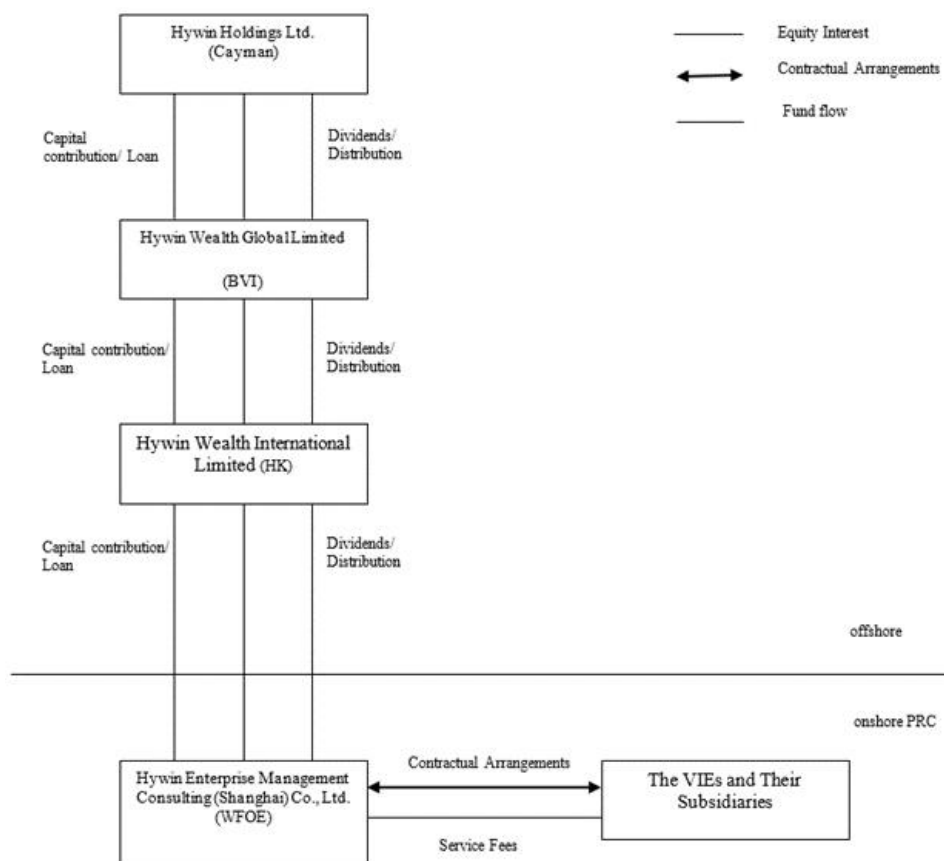 Hywin Holdings Ltd.
(Cayman)
Equity Interest
Contractual Arrangements
Fund flow
Capital
contribution/ Loan
Dividends/
Distribution
Hywin Wealth Global Limited
(BVI)
Capital contribution/
Loan
Dividends/
Distribution
Hywin Wealth International
Limited (HK)
Capital contribution/
Loan
Dividends/
Distribution
offshore
onshore PRC
Hywin Enterprise Management
Consulting (Shanghai) Co., Ltd.
(WFOE)
Contractual Arrangements
The VIEs and Their
Subsidiaries
Service Fees